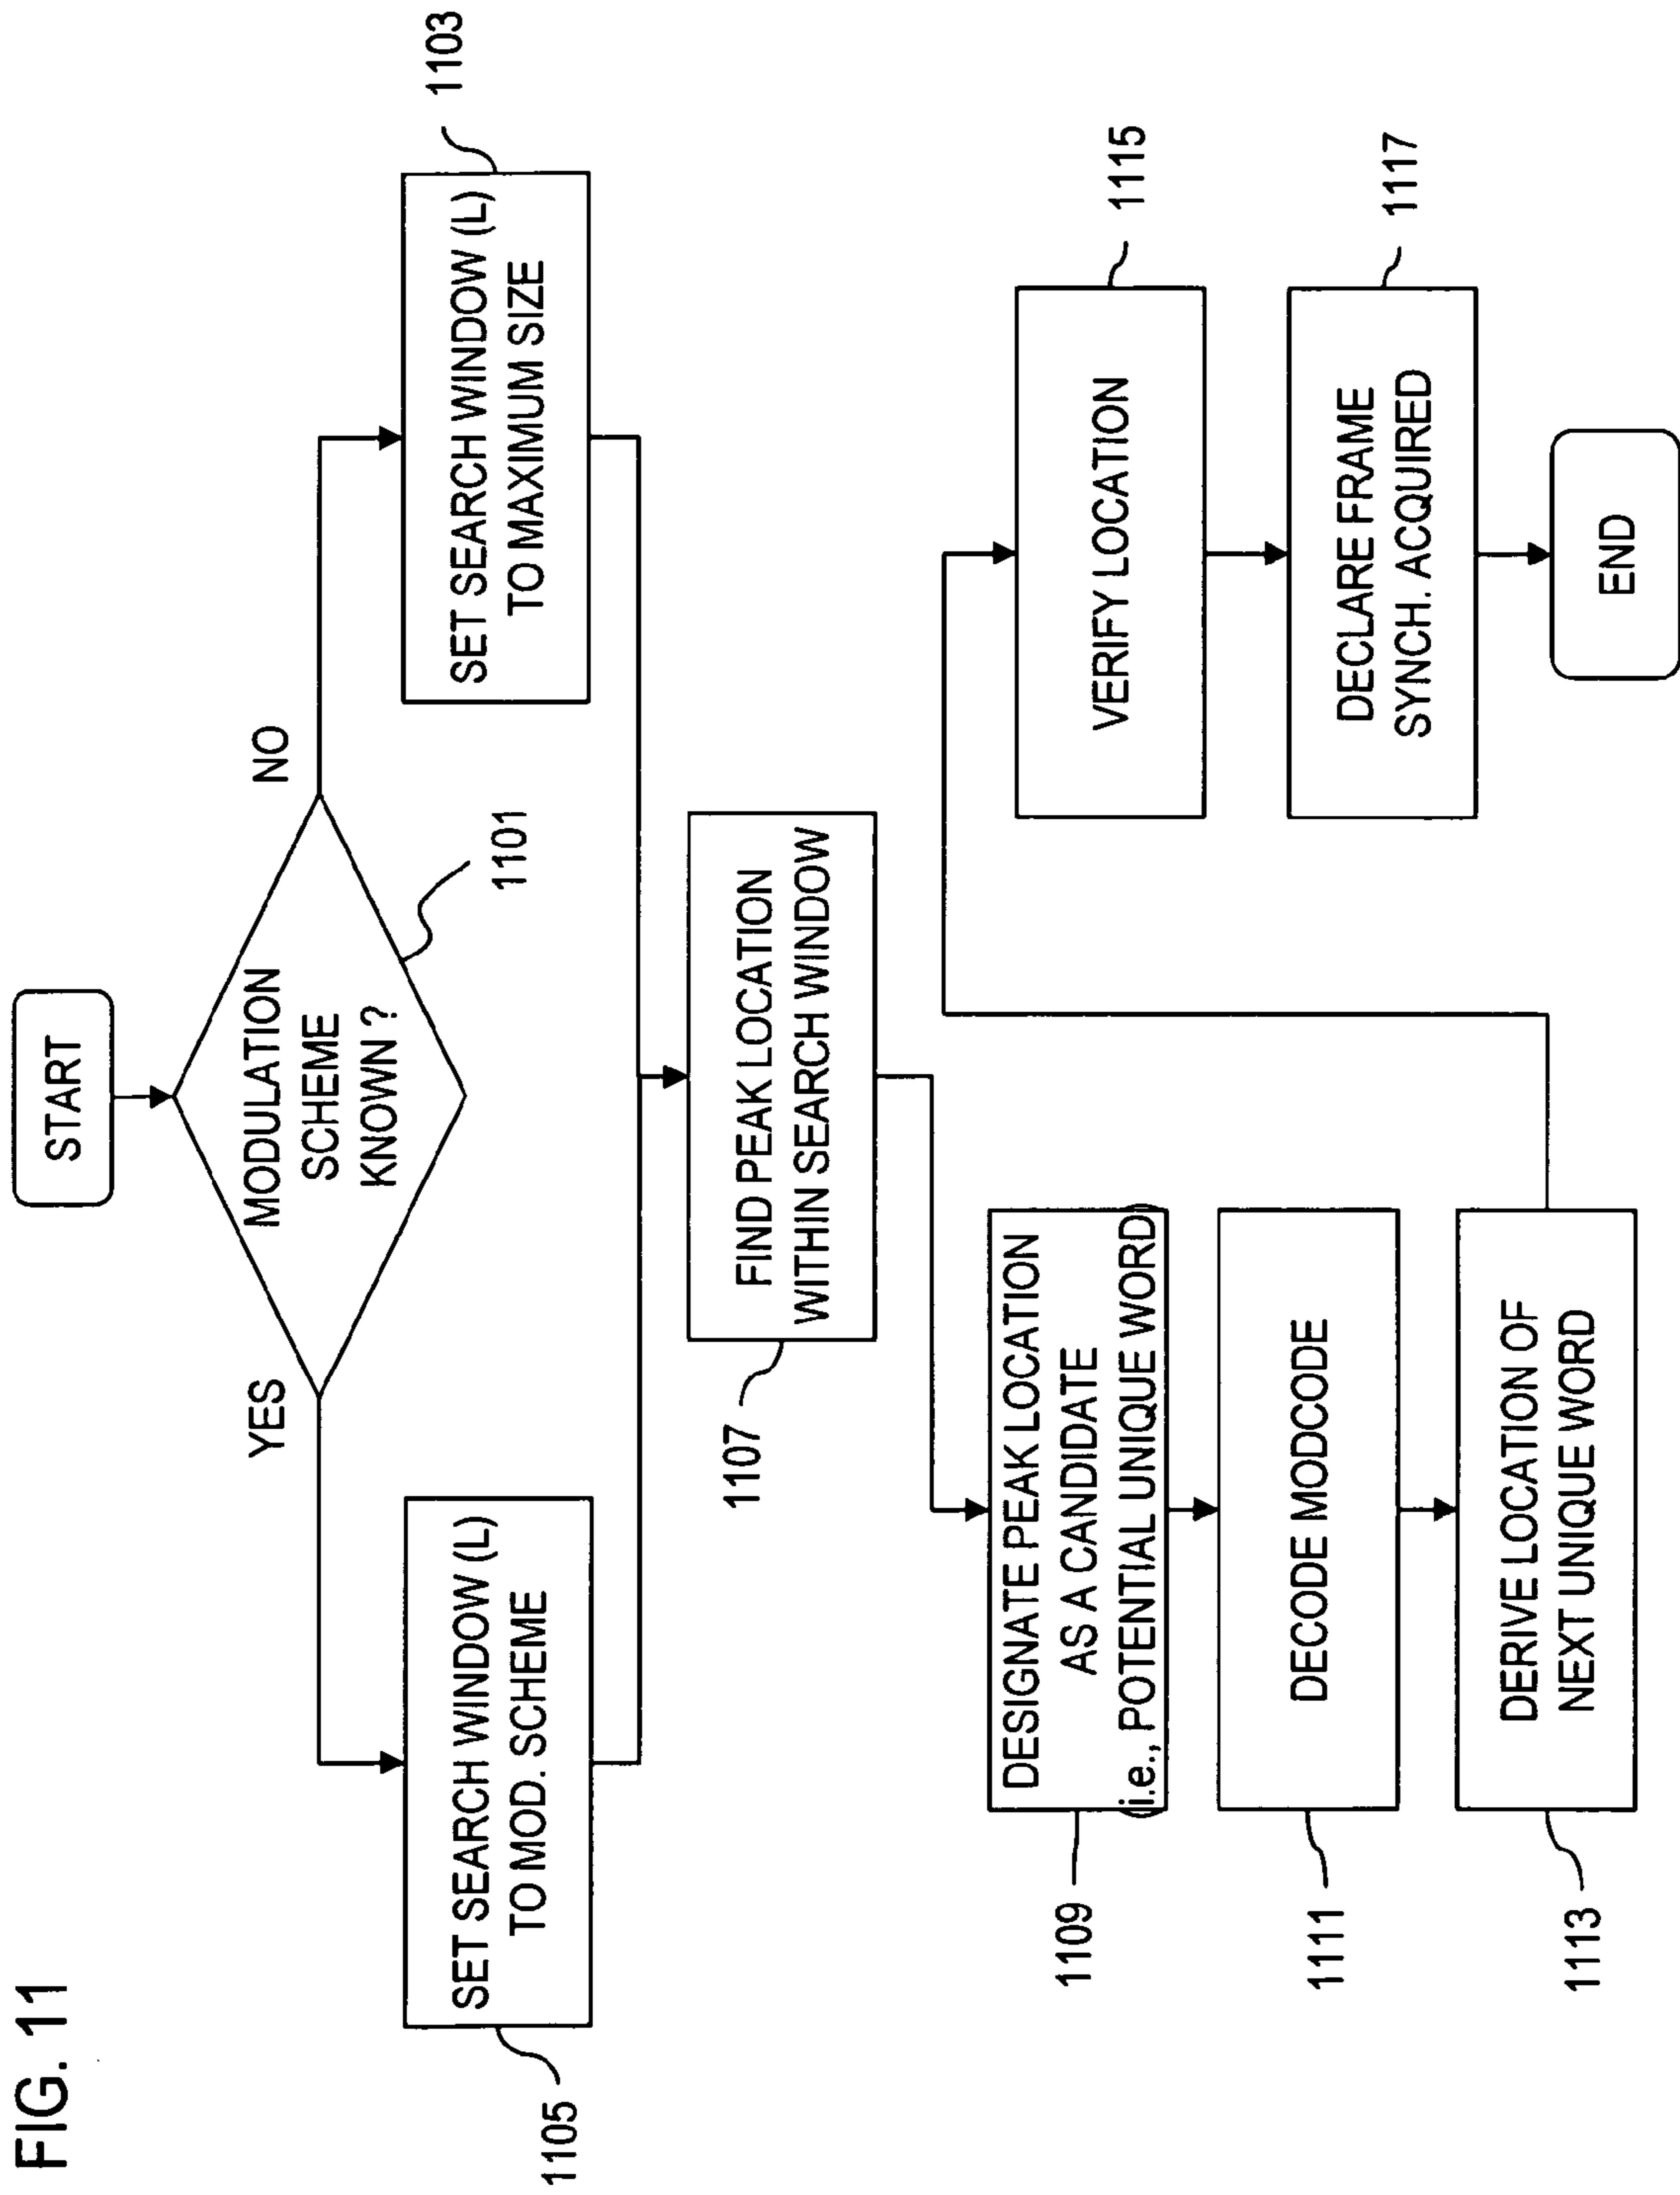 FIG. 11
START
MODULATION
SCHEME
KNOWN ?
1101
YES
NO
SET SEARCH WINDOW (L)
TO MOD. SCHEME
1105
SET SEARCH WINDOW (L)
TO MAXIMUM SIZE
1103
FIND PEAK LOCATION
WITHIN SEARCH WINDOW
1107
DESIGNATE PEAK LOCATION
AS A CANDIDATE
(i.e., POTENTIAL UNIQUE WORD)
1109
DECODE MODCODE
1111
DERIVE LOCATION OF
NEXT UNIQUE WORD
1113
VERIFY LOCATION
1115
DECLARE FRAME
SYNCH. ACQUIRED
1117
END